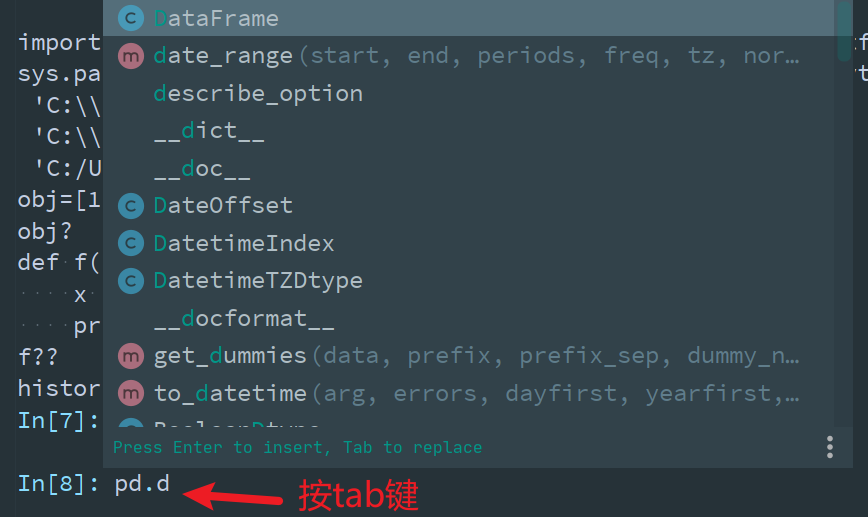 DataFrame
import
date_range(start, end, periods, freq, tz, nor…
sys.pa
describe_option
'C:\\
__dict__
'C:\\
__doc__
'C:/U
obj=[1
DateOffset
obj?
DatetimeIndex
def f(
DatetimeTZDtype
x
__docformat__
pr
get_dummies(data, prefix, prefix_sep, dummy_n…
f??
to_datetime(arg, errors, dayfirst, yearfirst,…
histor
In[7]:
Press Enter to insert, Tab to replace
In[8]: pd.d
按tab键